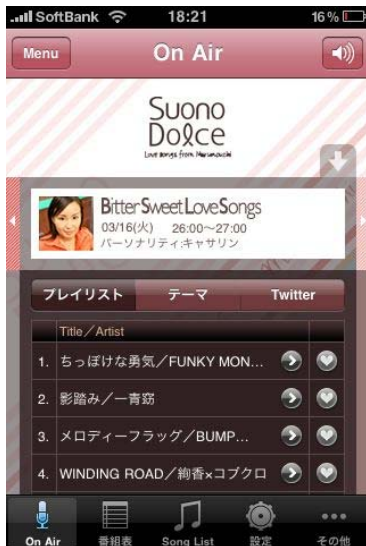 SoftBank 18:21 16%
Menu On Air
Suono
Dolce
Love songs from Marunouchi
BitterSweetLoveSongs
03/16(火) 26:00〜27:00
パーソナリティ:キャサリン
プレイリスト テーマ Twitter
Title／Artist
1. ちっぽけな勇気／FUNKY MON...
2. 影踏み／一青窈
3. メロディーフラッグ／BUMP...
4. WINDING ROAD／絢香×コブクロ
On Air 番組表 Song List 設定 その他